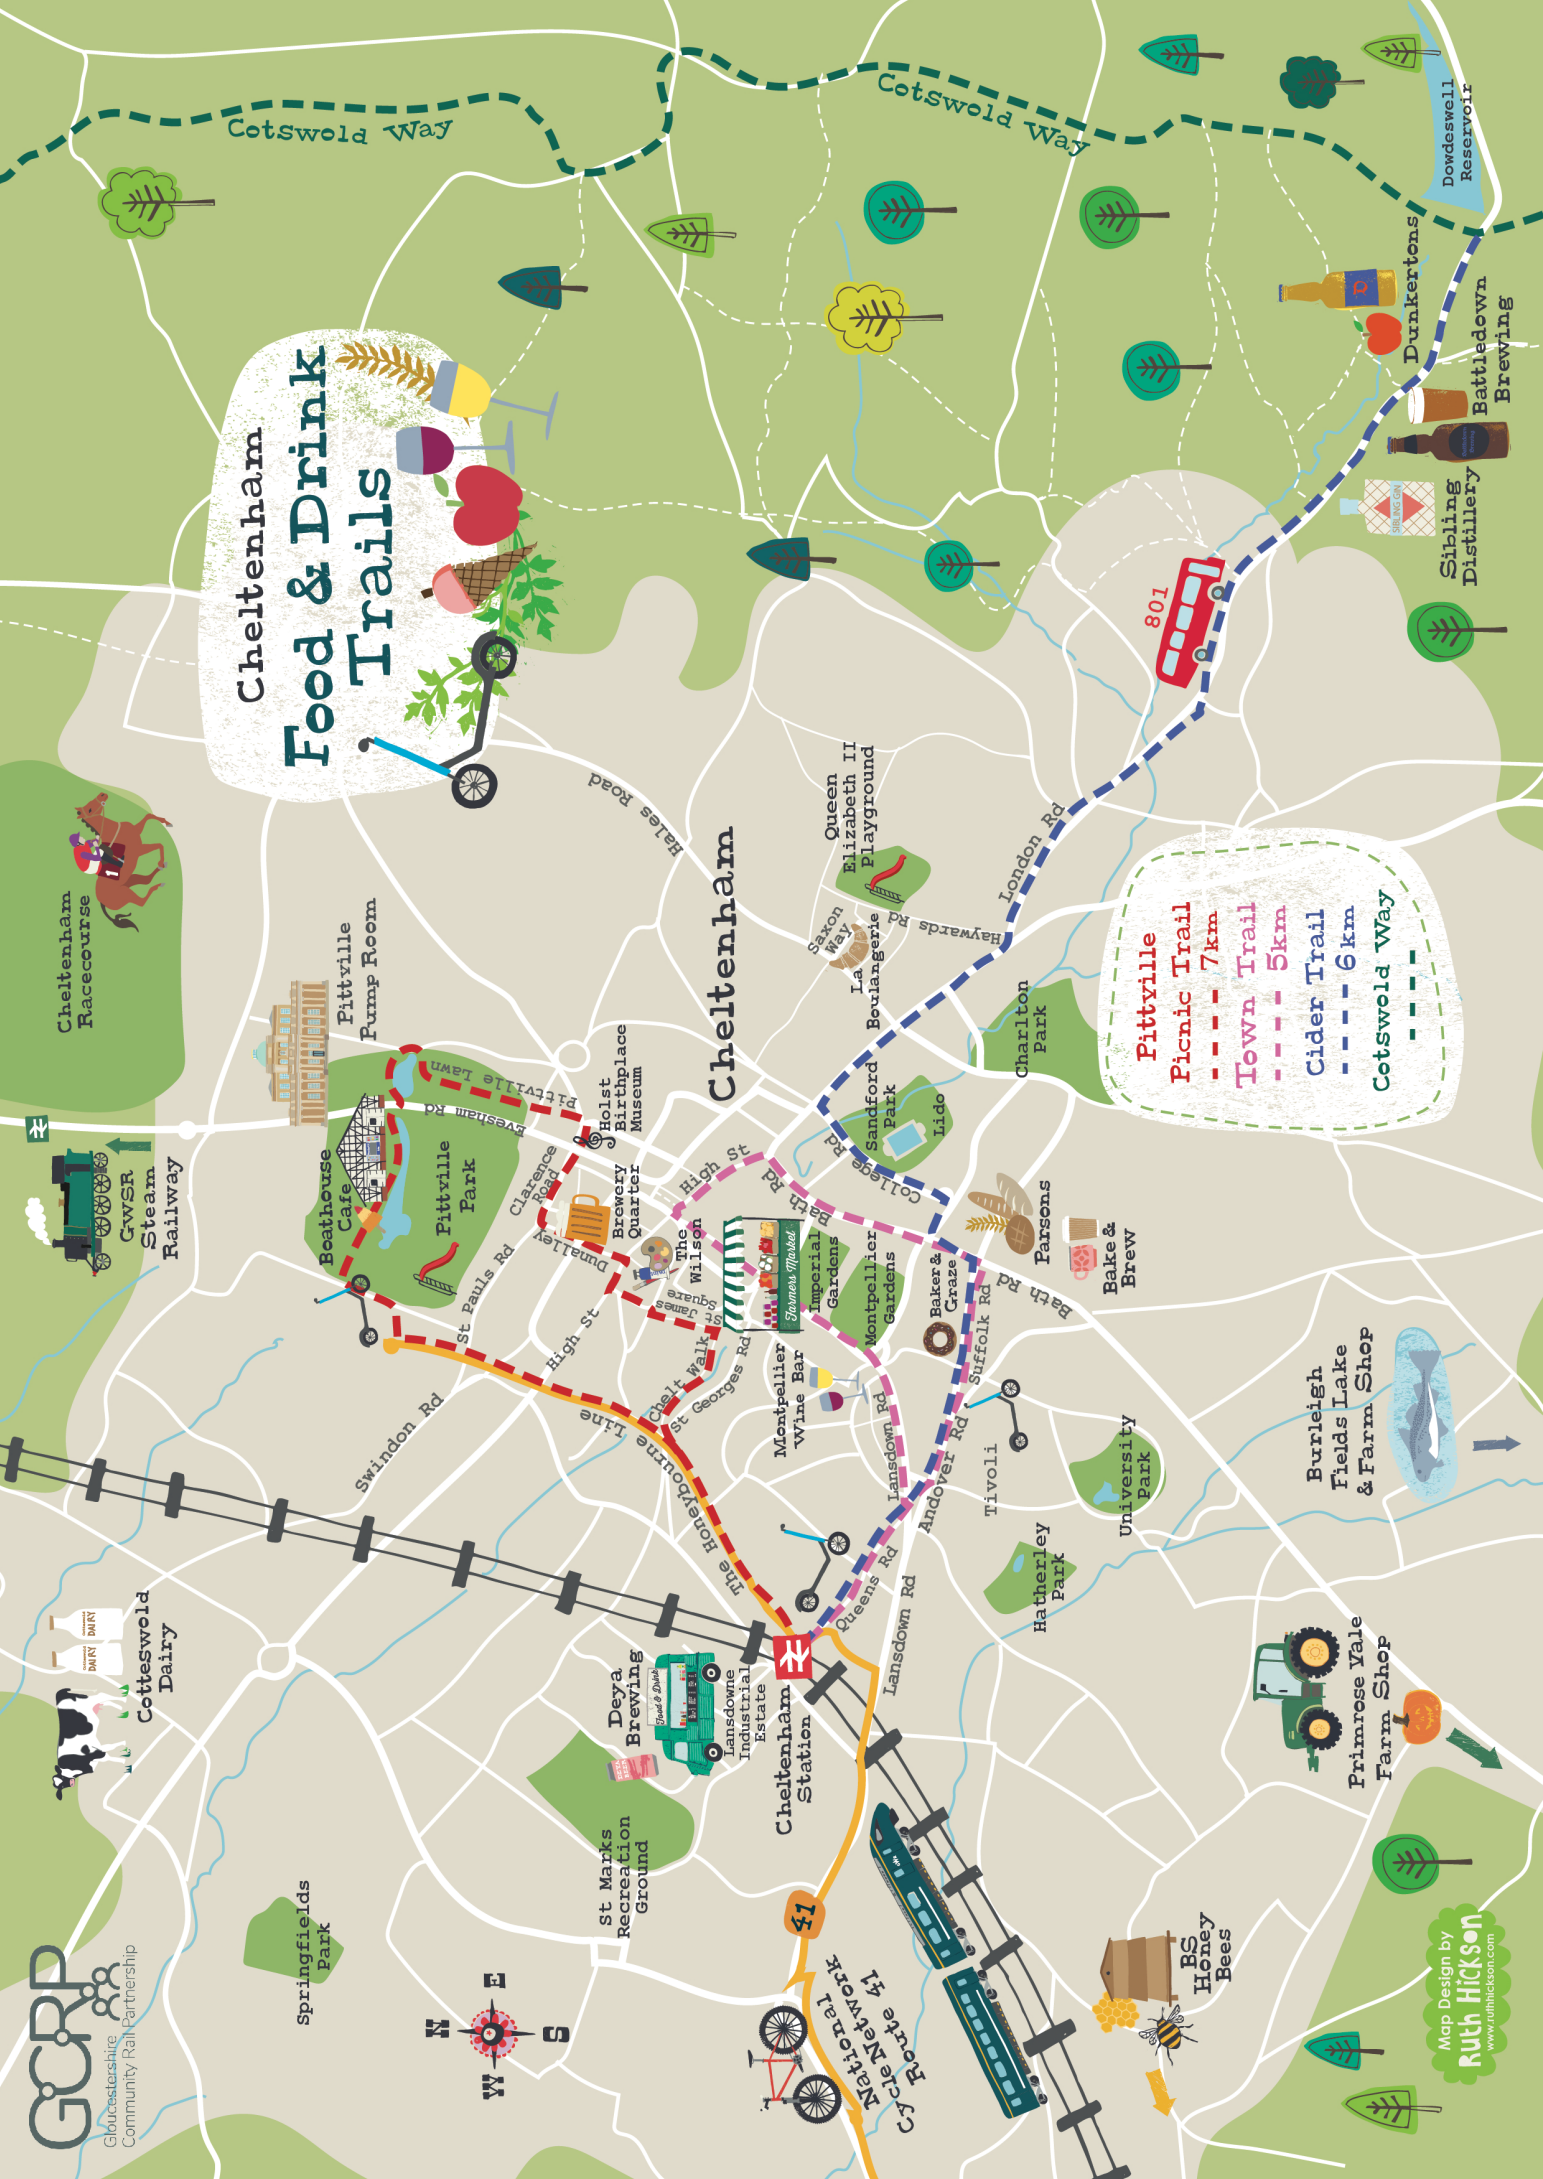 Cheltenham
Food & Drink
Trails
GCRP
Gloucestershire
Community Rail Partnership
Cotswold Way
Cotswold Way
Dowdeswell
Reservoir
Cheltenham
Racecourse
GWSR
Steam
Railway
Pittville
Pump Room
Boathouse
Cafe
Pittville
Park
Pittville Lawn
Evesham Rd
Hales Road
Cotteswold
Dairy
DAIRY
DAIRY
Springfields
Park
N
E
S
W
Swindon Rd
St Pauls Rd
Clarence
Road
Dunalley
Holst
Birthplace
Museum
Brewery
Quarter
High St
High St
The
Wilson
St James
Square
Chelt Walk
St Georges Rd
The Honeybourne Line
Cheltenham
Farmers Market
Imperial
Gardens
Montpellier
Gardens
Montpellier
Wine Bar
Bath Rd
Bath Rd
College Rd
Sandford
Park
Lido
Saxon
Way
La
Boulangerie
Queen
Elizabeth II
Playground
Haywards Rd
London Rd
Charlton
Park
801
Dunkertons
D
Battledown
Brewing
Sibling
Distillery
SIBLING GIN
Baker &
Graze
Parsons
Bake &
Brew
Suffolk Rd
Lansdown Rd
Andover Rd
Tivoli
Queens Rd
Lansdown Rd
University
Park
Hatherley
Park
Burleigh
Fields Lake
& Farm Shop
Primrose Vale
Farm Shop
Deya
Brewing
Food & Drink
Lansdowne
Industrial
Estate
Cheltenham
Station
St Marks
Recreation
Ground
41
National
Cycle Network
Route 41
BS
Honey
Bees
1
Pittville
Picnic Trail
7km
Town Trail
5km
Cider Trail
6km
Cotswold Way
Map Design by
Ruth Hickson
www.ruthhickson.com